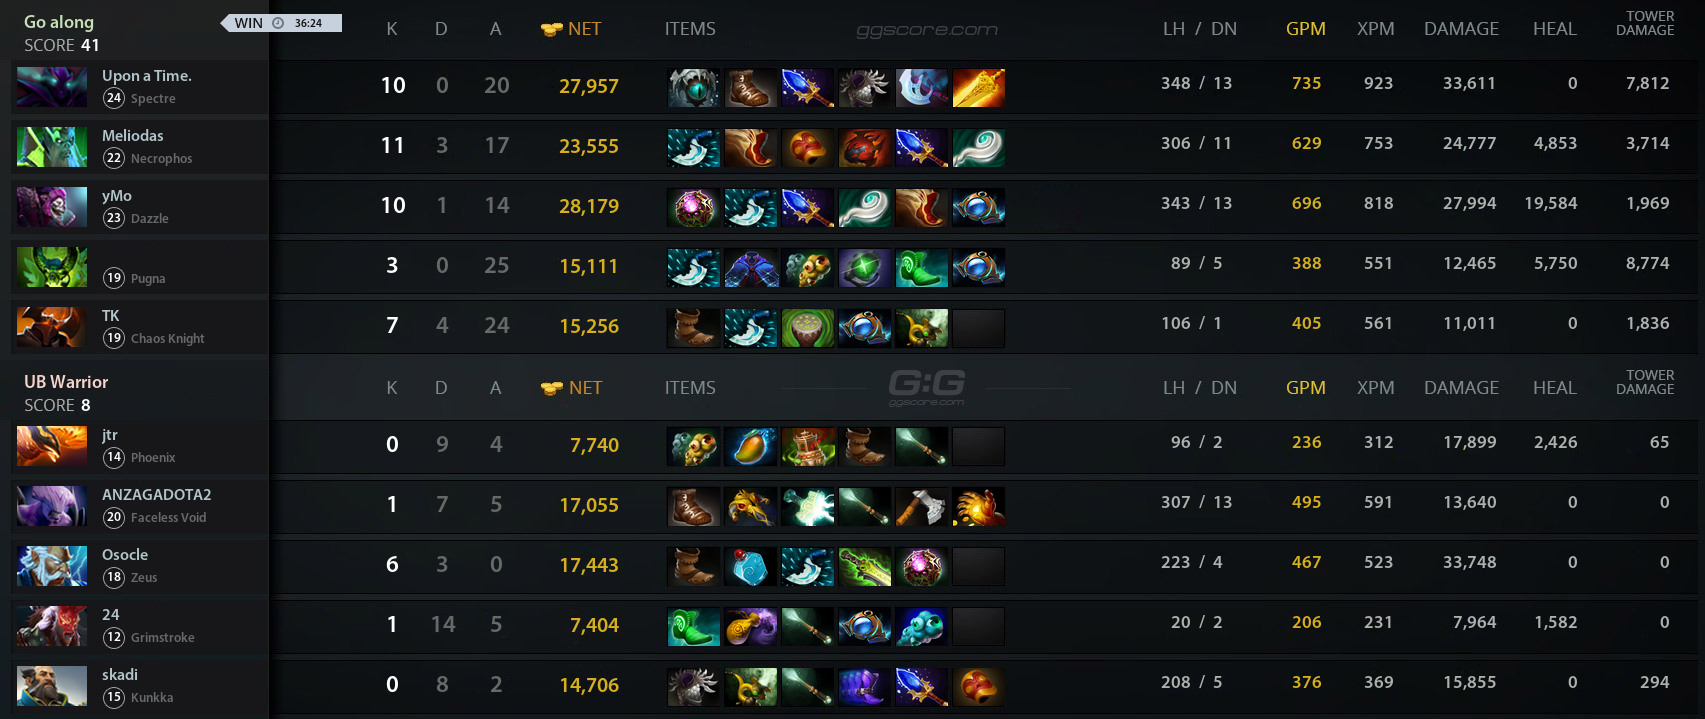 Go along WIN 36:24 K D A NET ITEMS ggscore.com LH / DN GPM XPM DAMAGE HEAL TOWER DAMAGE
SCORE 41
Upon a Time. 10 0 20 27,957 348 / 13 735 923 33,611 0 7,812
24 Spectre
Meliodas 11 3 17 23,555 306 / 11 629 753 24,777 4,853 3,714
22 Necrophos
yMo 10 1 14 28,179 343 / 13 696 818 27,994 19,584 1,969
23 Dazzle
3 0 25 15,111 89 / 5 388 551 12,465 5,750 8,774
19 Pugna
TK 7 4 24 15,256 106 / 1 405 561 11,011 0 1,836
19 Chaos Knight
UB Warrior K D A NET ITEMS G:G LH / DN GPM XPM DAMAGE HEAL TOWER DAMAGE
SCORE 8 ggscore.com
jtr 0 9 4 7,740 96 / 2 236 312 17,899 2,426 65
14 Phoenix
ANZAGADOTA2 1 7 5 17,055 307 / 13 495 591 13,640 0 0
20 Faceless Void
Osocle 6 3 0 17,443 223 / 4 467 523 33,748 0 0
18 Zeus
24 1 14 5 7,404 20 / 2 206 231 7,964 1,582 0
12 Grimstroke
skadi 0 8 2 14,706 208 / 5 376 369 15,855 0 294
15 Kunkka